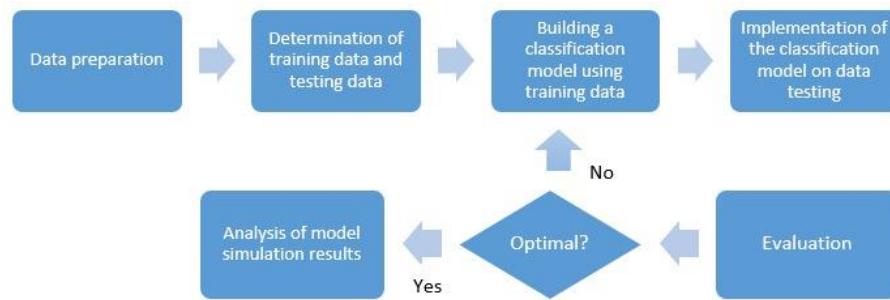 Data preparation
Determination of
training data and
testing data
Building a
classification
model using
training data
Implementation of
the classification
model on data
testing
No
Analysis of model
simulation results
Optimal?
Evaluation
Yes